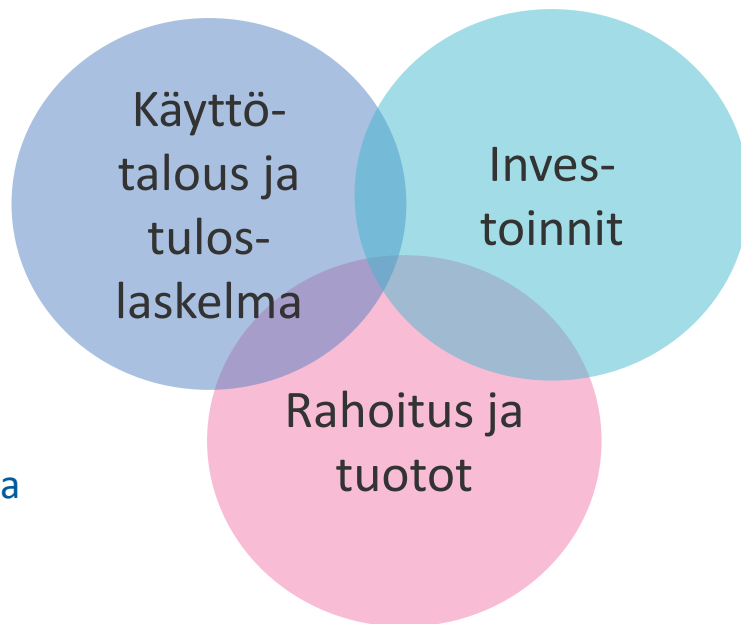 Käyttö-
talous ja
tulos-
laskelma
Inves-
toinnit
Rahoitus ja
tuotot
a